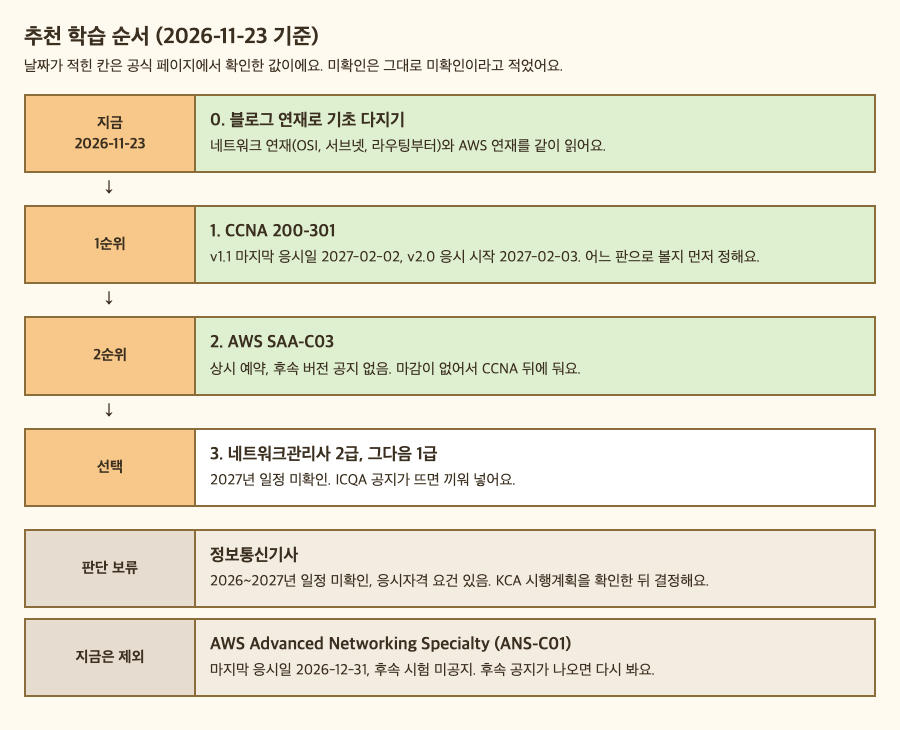 추천 학습 순서 (2026-11-23 기준)
날짜가 적힌 칸은 공식 페이지에서 확인한 값이에요. 미확인은 그대로 미확인이라고 적었어요.
지금
2026-11-23
0. 블로그 연재로 기초 다지기
네트워크 연재(OSI, 서브넷, 라우팅부터)와 AWS 연재를 같이 읽어요.
↓
1순위
1. CCNA 200-301
v1.1 마지막 응시일 2027-02-02, v2.0 응시 시작 2027-02-03. 어느 판으로 볼지 먼저 정해요.
↓
2순위
2. AWS SAA-C03
상시 예약, 후속 버전 공지 없음. 마감이 없어서 CCNA 뒤에 둬요.
↓
선택
3. 네트워크관리사 2급, 그다음 1급
2027년 일정 미확인. ICQA 공지가 뜨면 끼워 넣어요.
판단 보류
정보통신기사
2026~2027년 일정 미확인, 응시자격 요건 있음. KCA 시행계획을 확인한 뒤 결정해요.
지금은 제외
AWS Advanced Networking Specialty (ANS-C01)
마지막 응시일 2026-12-31, 후속 시험 미공지. 후속 공지가 나오면 다시 봐요.